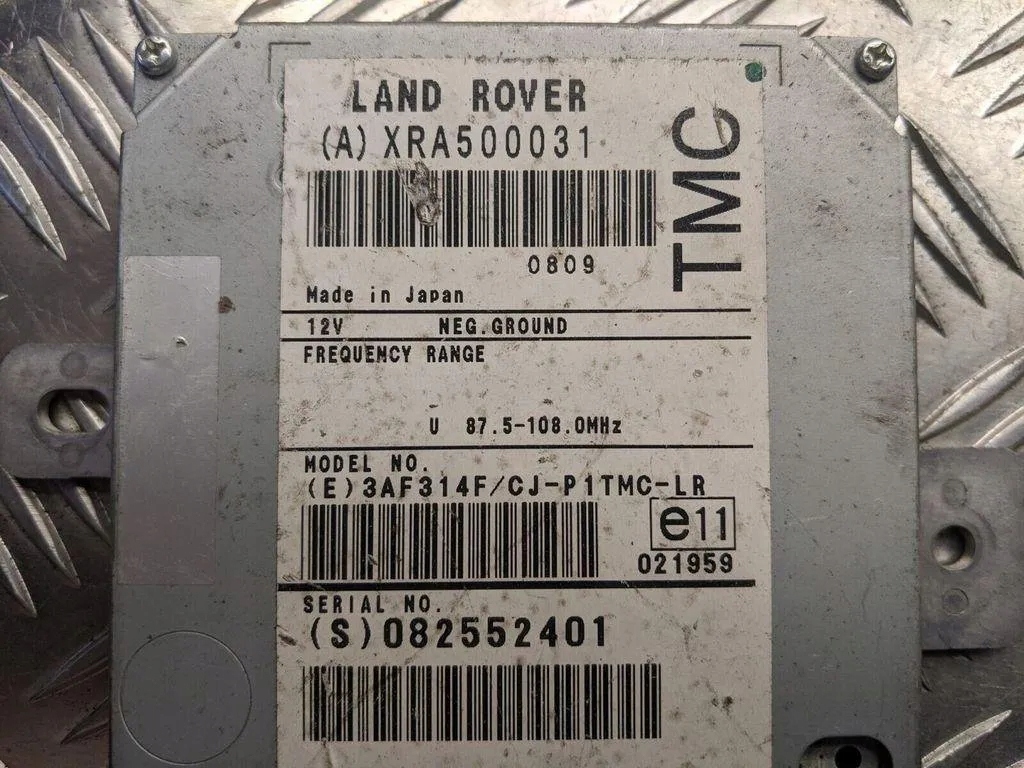 LAND ROVER
(A) XRA500031
TMC
0809
Made in Japan
12V NEG.GROUND
FREQUENCY RANGE
U 87.5-108.0MHz
MODEL NO.
(E)3AF314F/CJ-P1TMC-LR
e11
021959
SERIAL NO.
(S)082552401